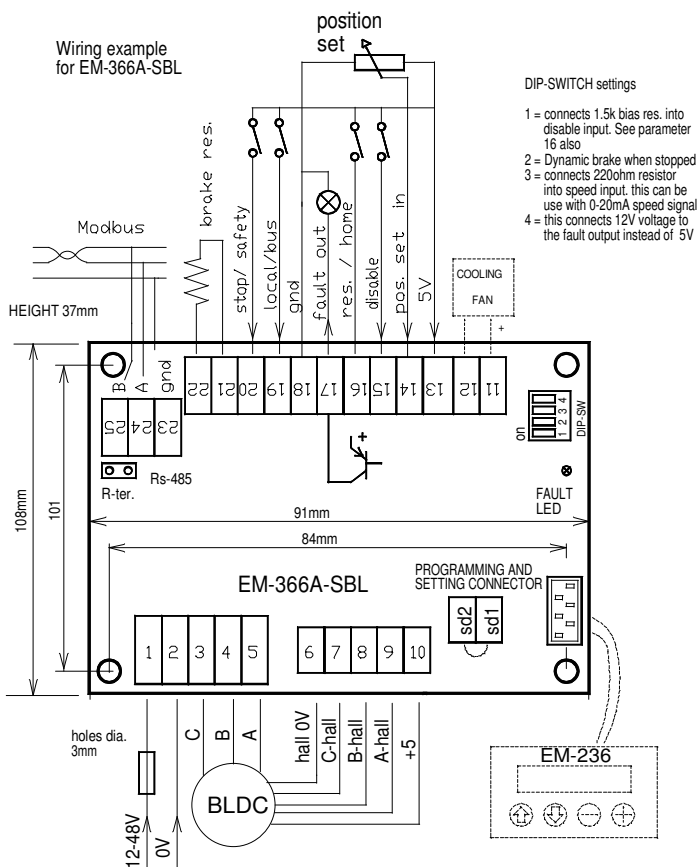 position
set
Wiring example
for EM-366A-SBL
DIP-SWITCH settings
1 = connects 1.5k bias res. into
disable input. See parameter
16 also
2 = Dynamic brake when stopped
3 = connects 220ohm resistor
into speed input. this can be
use with 0-20mA speed signal
4 = this connects 12V voltage to
the fault output instead of 5V
Modbus
brake res.
stop/ safety
local/bus
gnd
fault out
res. / home
disable
pos. set in
5V
COOLING
FAN
+
HEIGHT 37mm
B
A
gnd
25
24
23
22
21
20
19
18
17
16
15
14
13
12
11
+
on
1 2 3 4
DIP-SW
R-ter.
Rs-485
FAULT
LED
108mm
101
91mm
84mm
EM-366A-SBL
PROGRAMMING AND
SETTING CONNECTOR
sd2
sd1
1
2
3
4
5
6
7
8
9
10
holes dia.
3mm
C
B
A
hall 0V
C-hall
B-hall
A-hall
+5
BLDC
12-48V
0V
EM-236